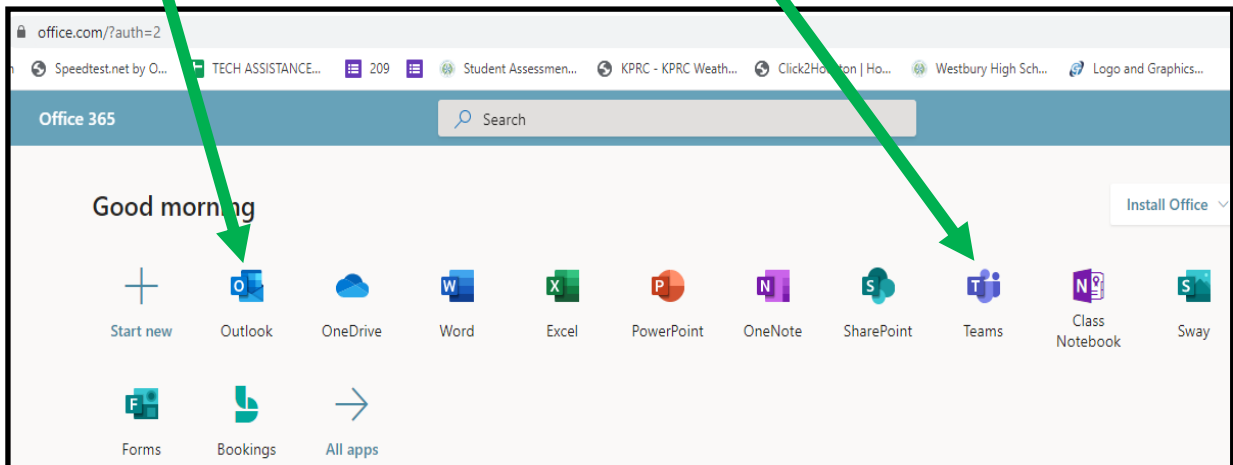 office.com/?auth=2
Speedtest.net by O... TECH ASSISTANCE... 209 Student Assessmen... KPRC - KPRC Weath... Click2Houston | Ho... Westbury High Sch... Logo and Graphics...
Office 365 Search
Good morning
Install Office
Start new Outlook OneDrive Word Excel PowerPoint OneNote SharePoint Teams Class Notebook Sway
Forms Bookings All apps